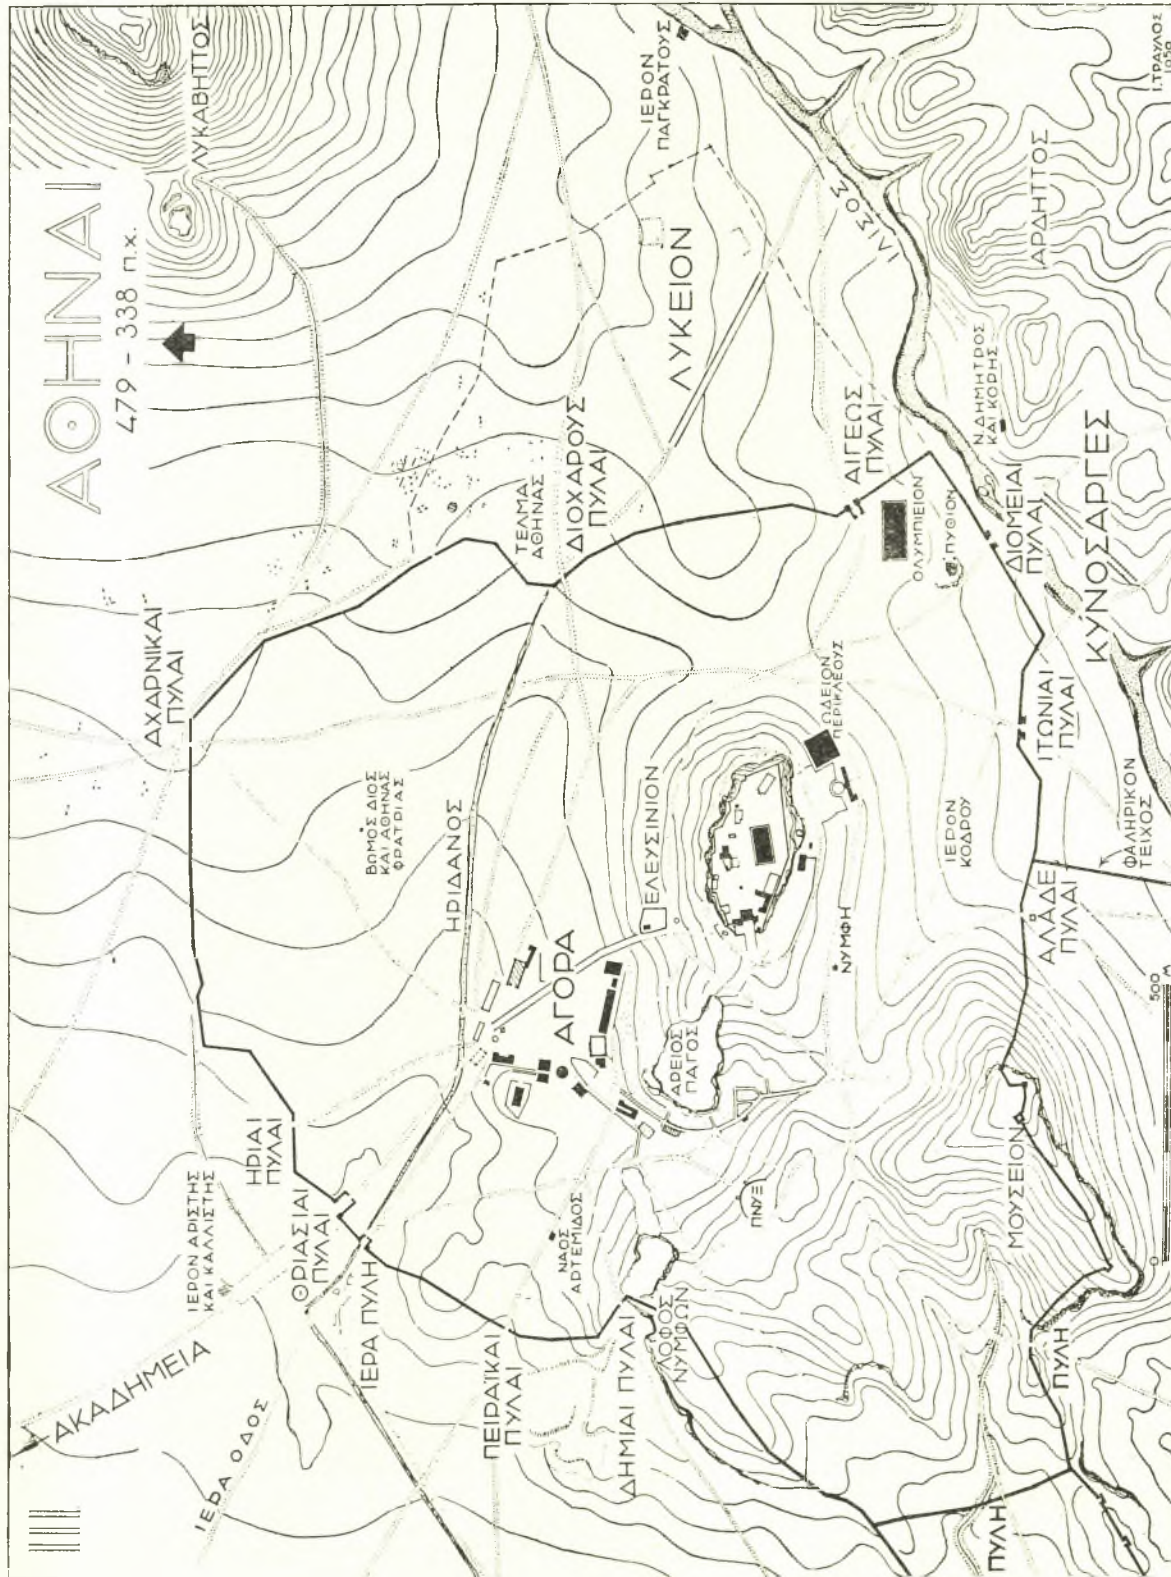 ΑΘΗΝΑΙ
479 – 338 π.χ.
ΛΥΚΑΒΗΤΤΟΣ
ΑΧΑΡΝΙΚΑΙ
ΠΥΛΑΙ
ΑΚΑΔΗΜΕΙΑ
ΙΕΡΑ ΟΔΟΣ
ΙΕΡΟΝ ΑΡΙΣΤΗΣ
ΚΑΙ ΚΑΛΛΙΣΤΗΣ
ΗΡΙΑΙ
ΠΥΛΑΙ
ΘΡΙΑΣΙΑΙ
ΠΥΛΑΙ
ΙΕΡΑ ΠΥΛΗ
ΒΩΜΟΣ ΔΙΟΣ
ΚΑΙ ΑΘΗΝΑΣ
ΦΡΑΤΡΙΑΣ
ΗΡΙΔΑΝΟΣ
ΤΕΛΜΑ
ΑΘΗΝΑΣ
ΔΙΟΧΑΡΟΥΣ
ΠΥΛΑΙ
ΙΕΡΟΝ
ΠΑΓΚΡΑΤΟΥΣ
ΛΥΚΕΙΟΝ
ΠΕΙΡΑΪΚΑΙ
ΠΥΛΑΙ
ΝΑΟΣ
ΑΡΤΕΜΙΔΟΣ
ΑΓΟΡΑ
ΕΛΕΥΣΙΝΙΟΝ
ΔΗΜΙΑΙ ΠΥΛΑΙ
ΛΟΦΟΣ
ΝΥΜΦΩΝ
ΑΡΕΙΟΣ
ΠΑΓΟΣ
ΠΝΥΞ
ΝΥΜΦΗ
ΩΔΕΙΟΝ
ΠΕΡΙΚΛΕΟΥΣ
ΑΙΓΕΩΣ
ΠΥΛΑΙ
ΟΛΥΜΠΙΕΙΟΝ
ΠΥΘΙΟΝ
ΙΛΙΣΟΣ
Ν.ΔΗΜΗΤΡΟΣ
ΚΑΙ ΚΟΡΗΣ
ΑΡΔΗΤΤΟΣ
ΙΕΡΟΝ
ΚΟΔΡΟΥ
ΔΙΟΜΕΙΑΙ
ΠΥΛΑΙ
ΚΥΝΟΣΑΡΓΕΣ
ΙΤΩΝΙΑΙ
ΠΥΛΑΙ
ΑΛΑΔΕ
ΠΥΛΑΙ
ΦΑΛΗΡΙΚΟΝ
ΤΕΙΧΟΣ
ΜΟΥΣΕΙΟΝ
ΠΥΛΗ
ΠΥΛΗ
0
500 Μ
Ι.ΤΡΑΥΛΟΣ
1959